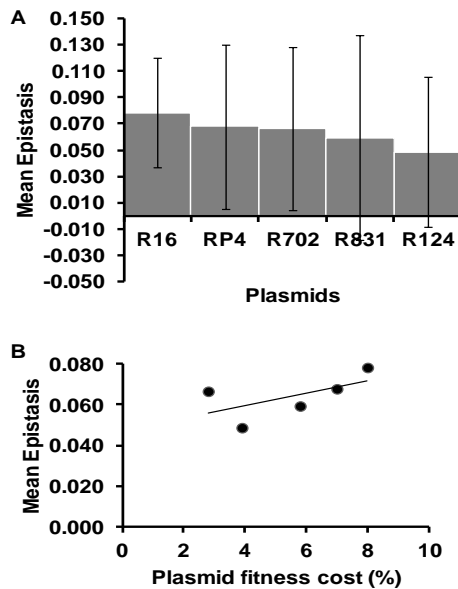 A
Mean Epistasis
0.150
0.130
0.110
0.090
0.070
0.050
0.030
0.010
-0.010
-0.030
-0.050
R16 RP4 R702 R831 R124
Plasmids
B
Mean Epistasis
0.080
0.060
0.040
0.020
0.000
0 2 4 6 8 10
Plasmid fitness cost (%)